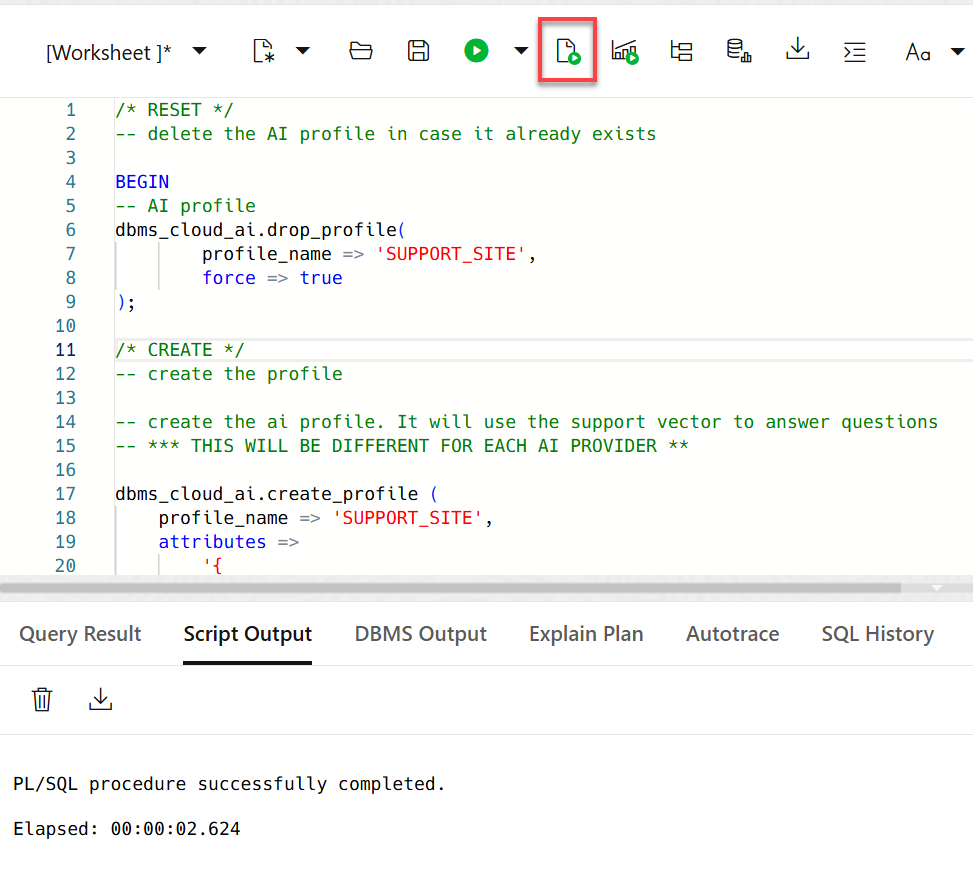 [Worksheet ]*
Aa
1 /* RESET */
2 -- delete the AI profile in case it already exists
3
4 BEGIN
5 -- AI profile
6 dbms_cloud_ai.drop_profile(
7 profile_name => 'SUPPORT_SITE',
8 force => true
9 );
10
11 /* CREATE */
12 -- create the profile
13
14 -- create the ai profile. It will use the support vector to answer questions
15 -- *** THIS WILL BE DIFFERENT FOR EACH AI PROVIDER **
16
17 dbms_cloud_ai.create_profile (
18 profile_name => 'SUPPORT_SITE',
19 attributes =>
20 '{
Query Result Script Output DBMS Output Explain Plan Autotrace SQL History
PL/SQL procedure successfully completed.
Elapsed: 00:00:02.624